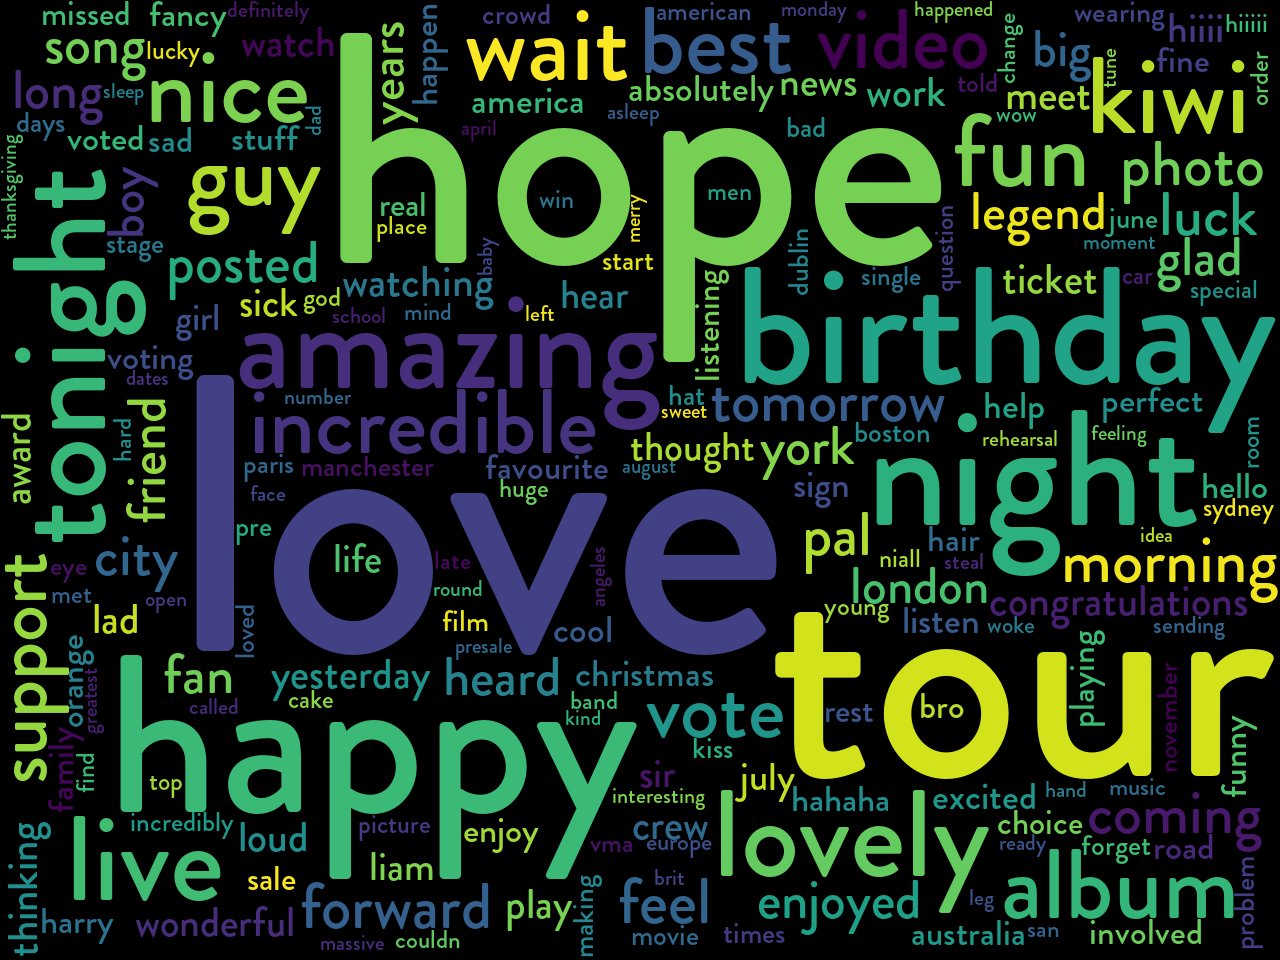 missed fancy definitely crowd american monday happened wearing hiiii hiiiii
song lucky watch years happen wait best video change big fine tune order
long sleep nice america absolutely news work told meet kiwi
days voted sad stuff dad april hope asleep bad wow fun photo
thanksgiving tonight boy guy real place win merry men legend june luck
stage posted watching baby start question dublin single moment glad
sick god hear listening ticket car special
girl school mind left amazing birthday
voting dates number incredible hat sweet tomorrow help perfect
award hard friend paris manchester favourite thought york boston rehearsal feeling room
face huge august sign night hello sydney
support city pre love life late angeles pal niall hair steal idea morning
eye met open loved round london congratulations
lad film cool presale young listen woke sending
orange greatest fan yesterday heard christmas tour playing november
family called cake happy band kind vote rest bro funny
find top kiss sir july
interesting hahaha excited hand music
thinking live incredibly loud picture enjoy vma crew europe lovely choice ready forget coming road
liam sale brit leg album problem
harry wonderful forward play making feel enjoyed
massive couldn movie times australia san involved